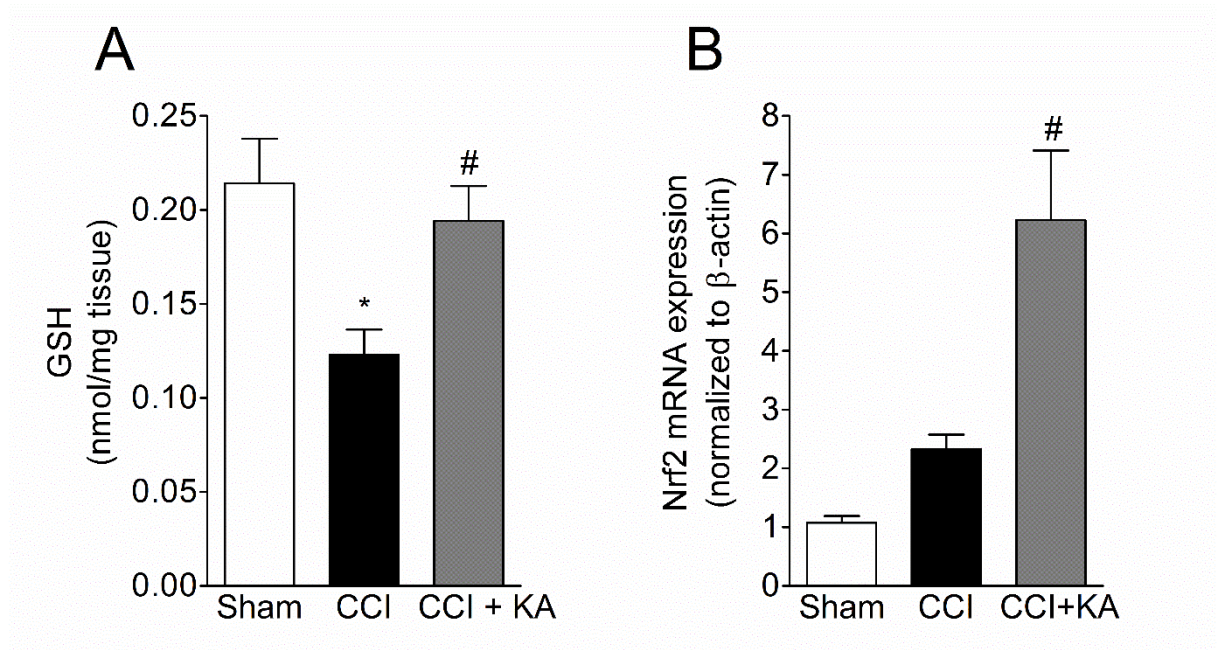 A
GSH
(nmol/mg tissue)
0.25
0.20
0.15
0.10
0.05
0.00
*
#
Sham
CCI
CCI + KA
B
Nrf2 mRNA expression
(normalized to β-actin)
8
7
6
5
4
3
2
1
0
#
Sham
CCI
CCI+KA